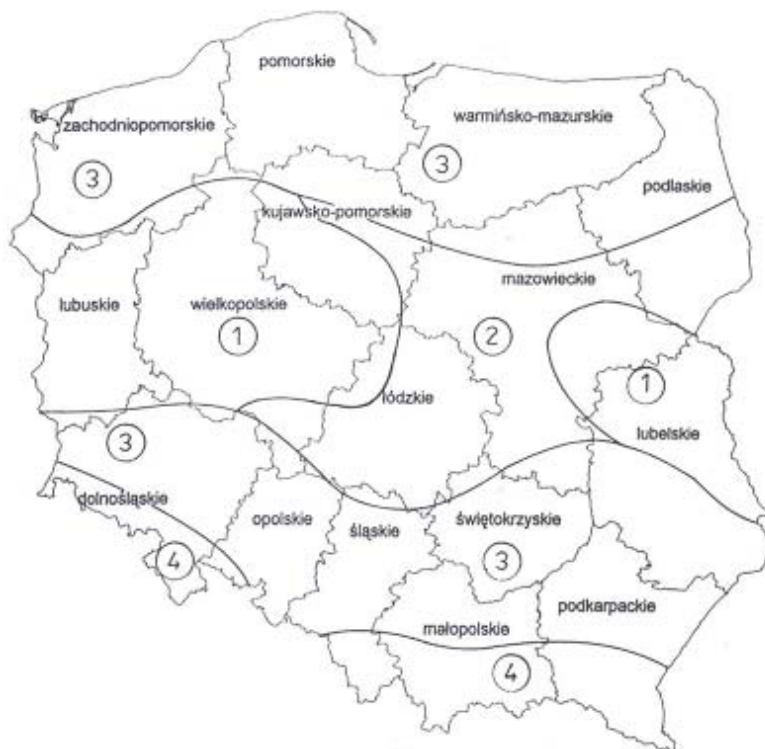 pomorskie
zachodniopomorskie
warmińsko-mazurskie
3
3
podlaskie
kujawsko-pomorskie
mazowieckie
lubuskie
wielkopolskie
1
2
1
łódzkie
lubelskie
3
dolnośląskie
opolskie
śląskie
świętokrzyskie
4
3
podkarpackie
małopolskie
4